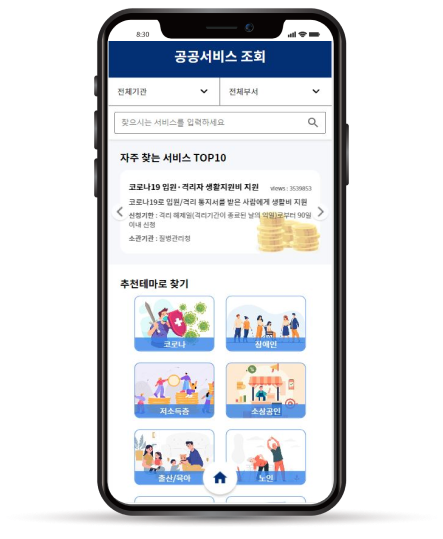 8:30
공공서비스 조회
전체기관 전체부서
찾으시는 서비스를 입력하세요
자주 찾는 서비스 TOP10
코로나19 입원·격리자 생활지원비 지원 views : 3539853
코로나19로 입원/격리 통지서를 받은 사람에게 생활비 지원
신청기한 : 격리 해제일(격리기간이 종료된 날의 익일)로부터 90일
이내 신청
소관기관 : 질병관리청
추천테마로 찾기
코로나 장애인
저소득층 소상공인
출산/육아 노인